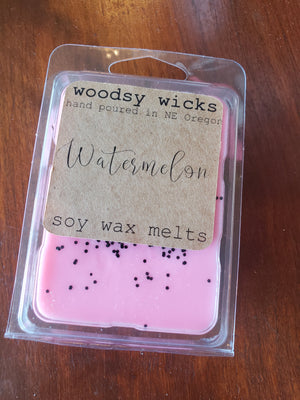 woodsy wicks
hand poured in NE Oregon
Watermelon
soy wax melts